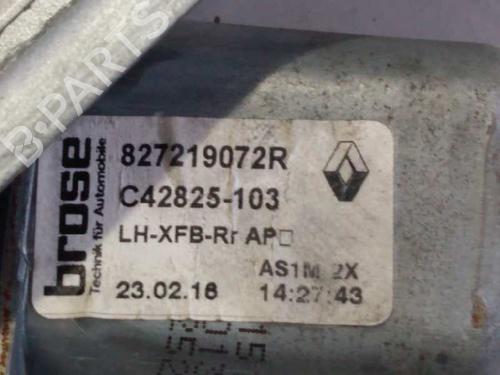 B-PARTS
brose
Technik für Automobile
827219072R
C42825-103
LH-XFB-Rr AP□
AS1M 2X
23.02.16 14:27:43